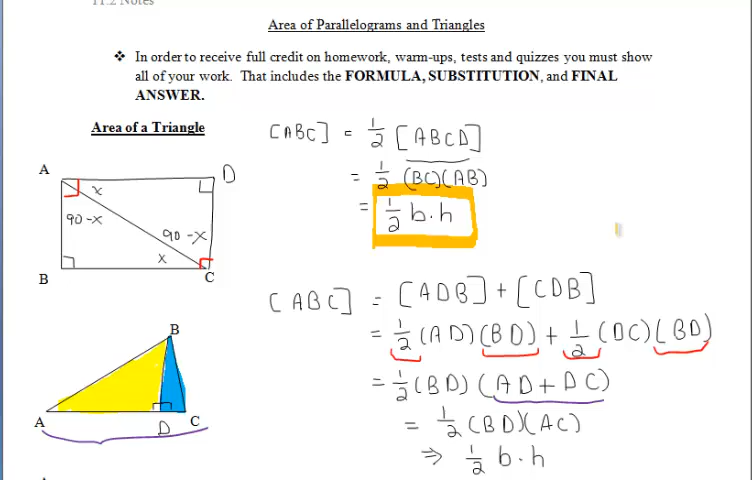 11.2 Notes
Area of Parallelograms and Triangles
❖ In order to receive full credit on homework, warm-ups, tests and quizzes you must show
all of your work. That includes the FORMULA, SUBSTITUTION, and FINAL
ANSWER.
Area of a Triangle
[ABC] = 1/2 [ABCD]
= 1/2 (BC)(AB)
= 1/2 b·h
A
D
x
90-x
90-x
x
B
C
[ABC] = [ADB] + [CDB]
= 1/2 (AD)(BD) + 1/2 (DC)(BD)
= 1/2 (BD) (AD + DC)
= 1/2 (BD)(AC)
⇒ 1/2 b·h
B
A
D
C